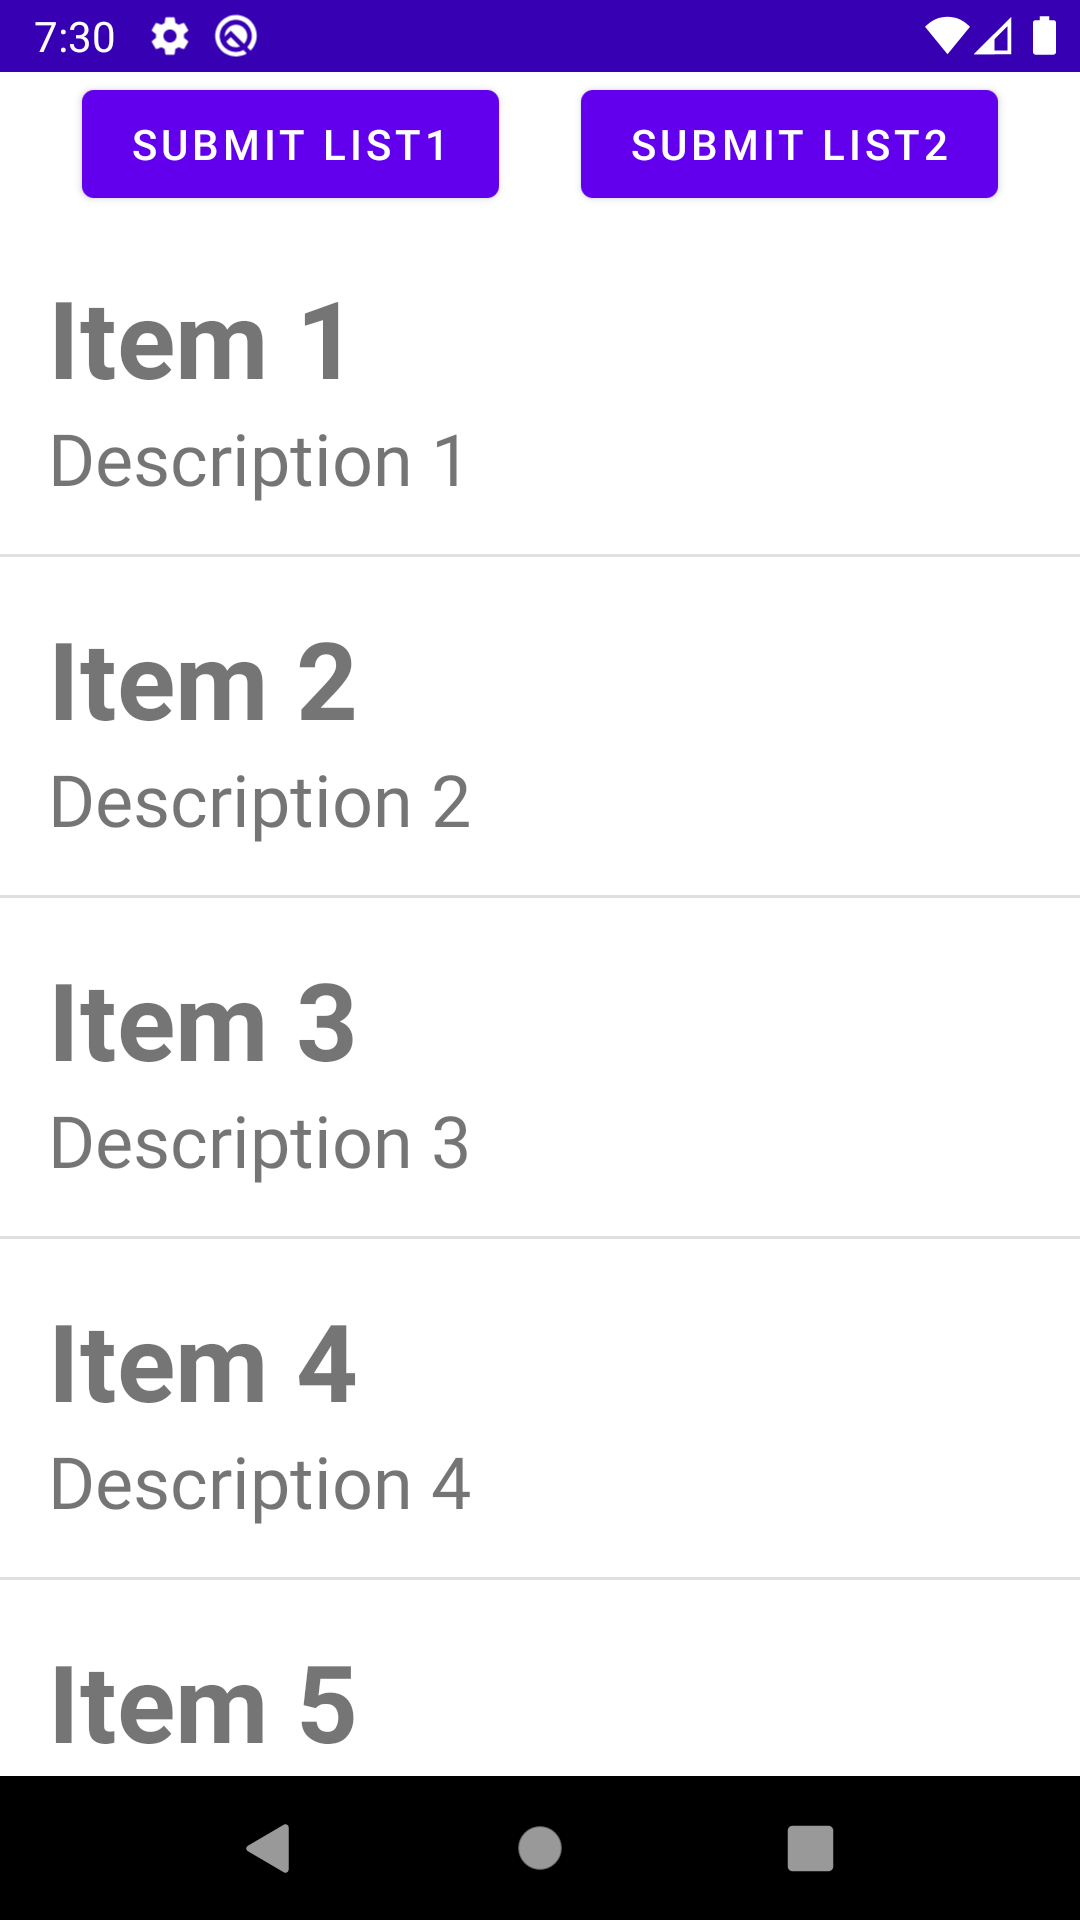 7:30
SUBMIT LIST1 SUBMIT LIST2
Item 1
Description 1
Item 2
Description 2
Item 3
Description 3
Item 4
Description 4
Item 5